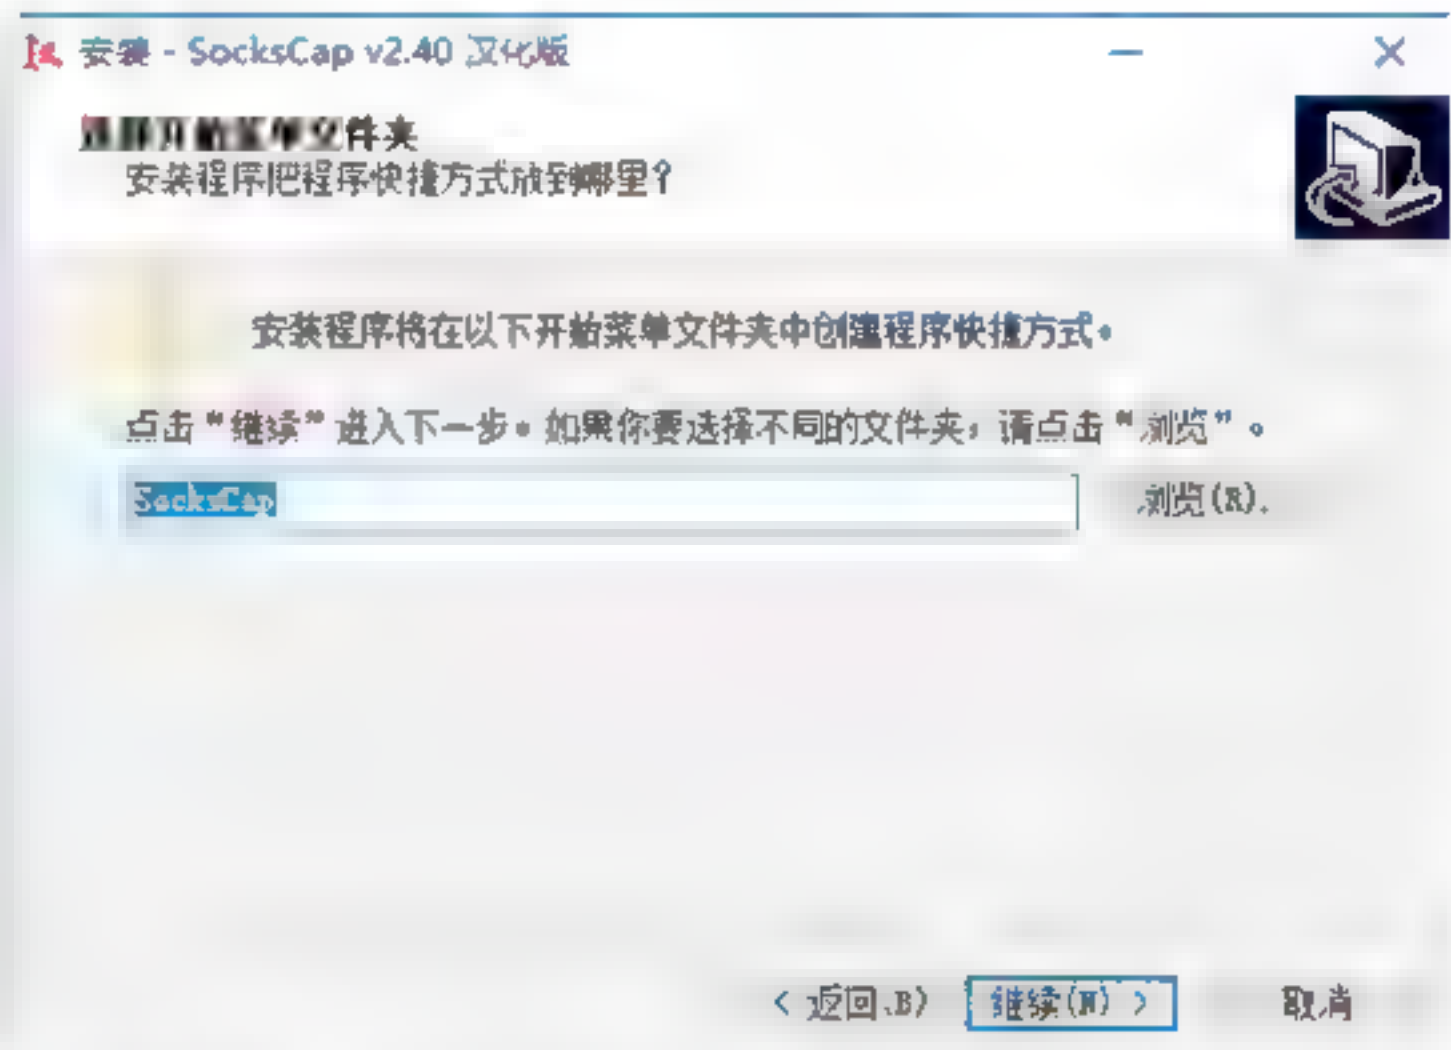 安装 - SocksCap v2.40 汉化版
选择开始菜单文件夹
安装程序把程序快捷方式放到哪里?
安装程序将在以下开始菜单文件夹中创建程序快捷方式。
点击“继续”进入下一步。如果你要选择不同的文件夹，请点击“浏览”。
SocksCap
浏览(R).
< 返回(B)
继续(N) >
取消